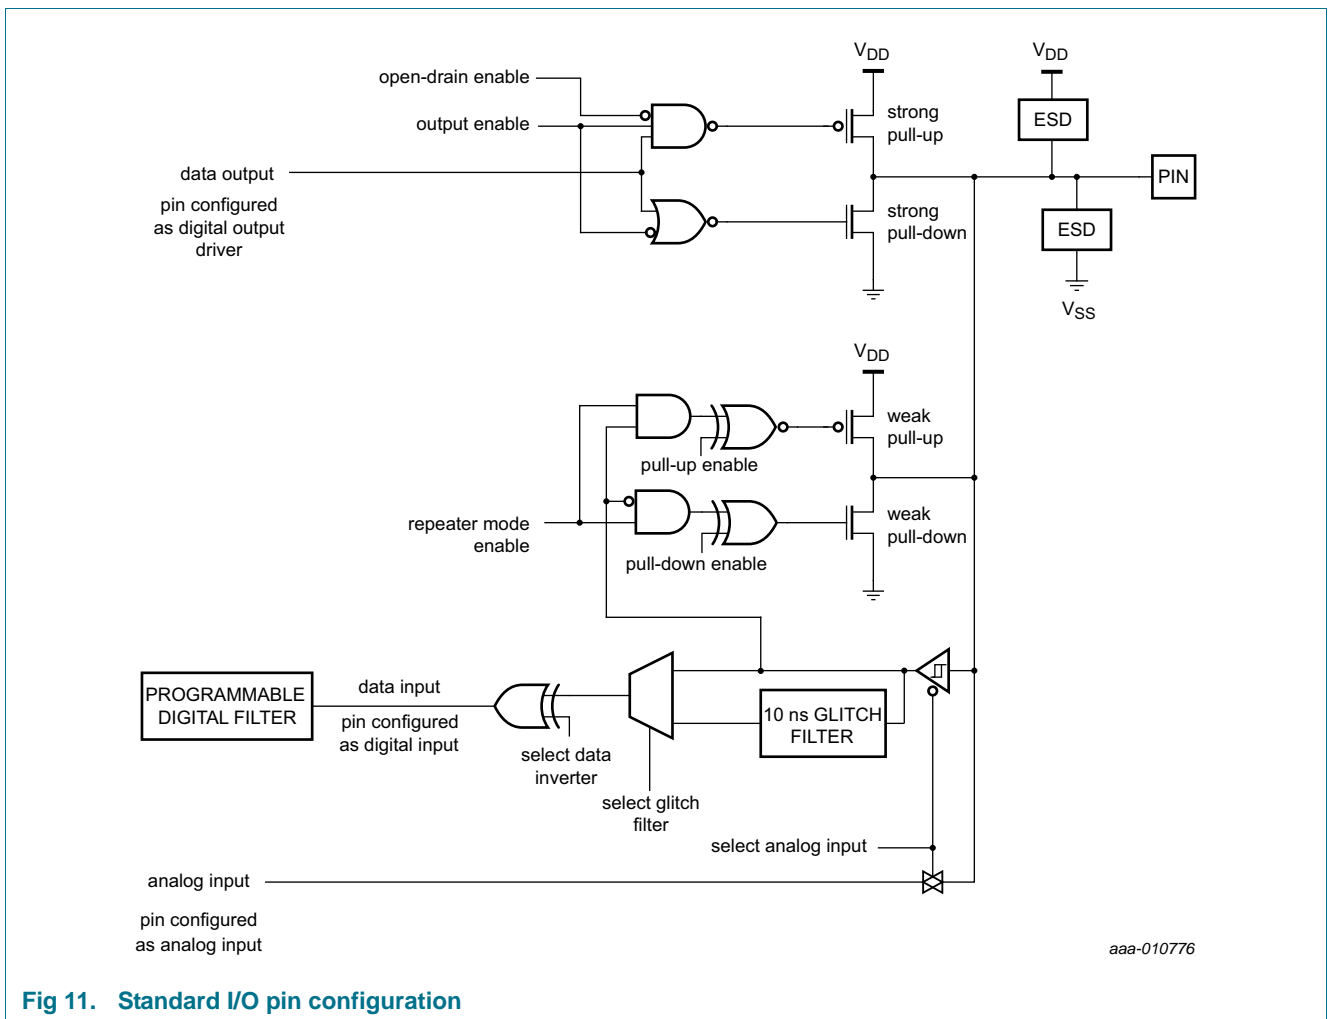 VDD
VDD
open-drain enable
strong
pull-up
ESD
output enable
data output
PIN
pin configured
as digital output
driver
strong
pull-down
ESD
VSS
VDD
weak
pull-up
pull-up enable
repeater mode
enable
weak
pull-down
pull-down enable
PROGRAMMABLE
DIGITAL FILTER
data input
pin configured
as digital input
10 ns GLITCH
FILTER
select data
inverter
select glitch
filter
select analog input
analog input
pin configured
as analog input
aaa-010776
Fig 11. Standard I/O pin configuration